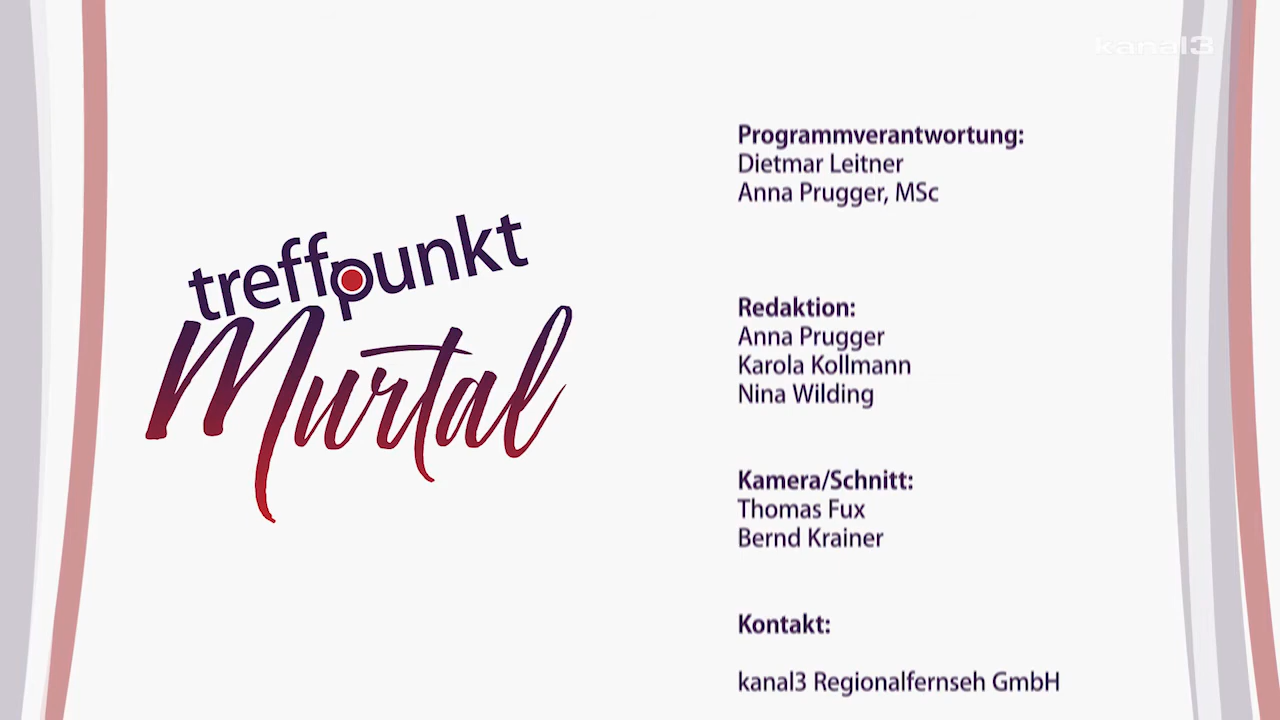 kanal3
treffpunkt
Murtal
Programmverantwortung:
Dietmar Leitner
Anna Prugger, MSc
Redaktion:
Anna Prugger
Karola Kollmann
Nina Wilding
Kamera/Schnitt:
Thomas Fux
Bernd Krainer
Kontakt:
kanal3 Regionalfernseh GmbH